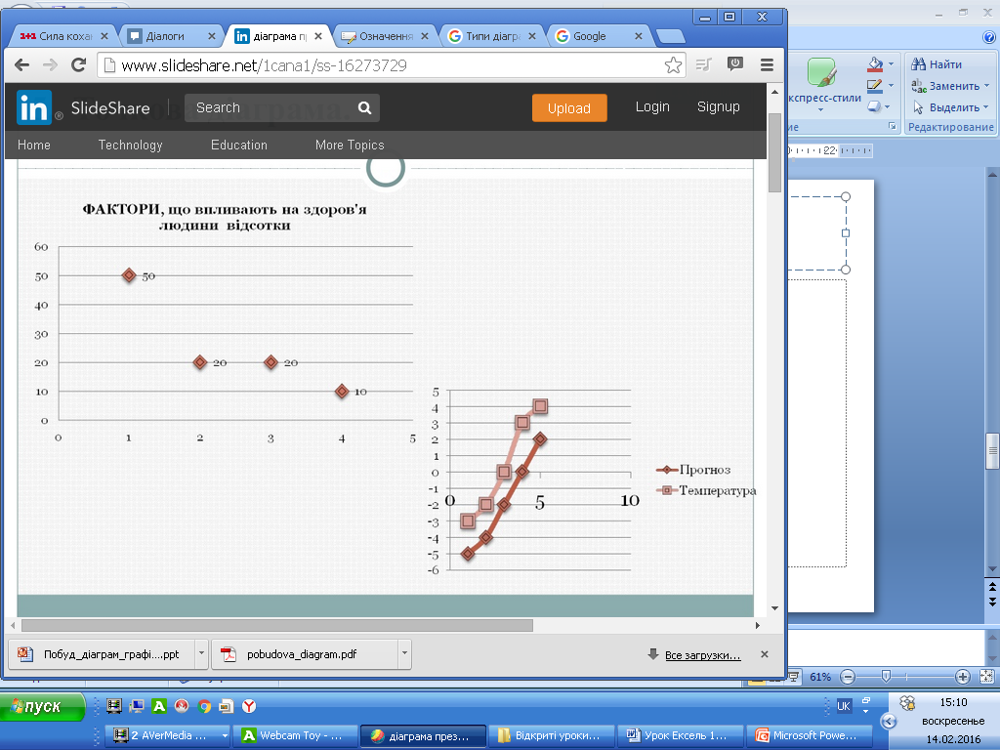 Сила кохан
Діалоги
діаграма пр
Означення
Типи діагр
Google
www.slideshare.net/1cana1/ss-16273729
in ® SlideShare
Search
Upload
Login
Signup
Home
Technology
Education
More Topics
ФАКТОРИ, що впливають на здоров'я
людини відсотки
60
50
40
30
20
10
0
50
20
20
10
0 1 2 3 4 5
5
4
3
2
1
0
-1
-2
-3
-4
-5
-6
0 5 10
Прогноз
Температура
Побуд_діаграм_графі....ppt
pobudova_diagram.pdf
Все загрузки...
кспресс-стили
Найти
Заменить
Выделить
Редактирование
22
61%
пуск
2 AVerMedia ...
Webcam Toy - ...
діаграма през...
Відкриті уроки...
Урок Ексель 1...
Microsoft Powe...
UK
15:10
воскресенье
14.02.2016